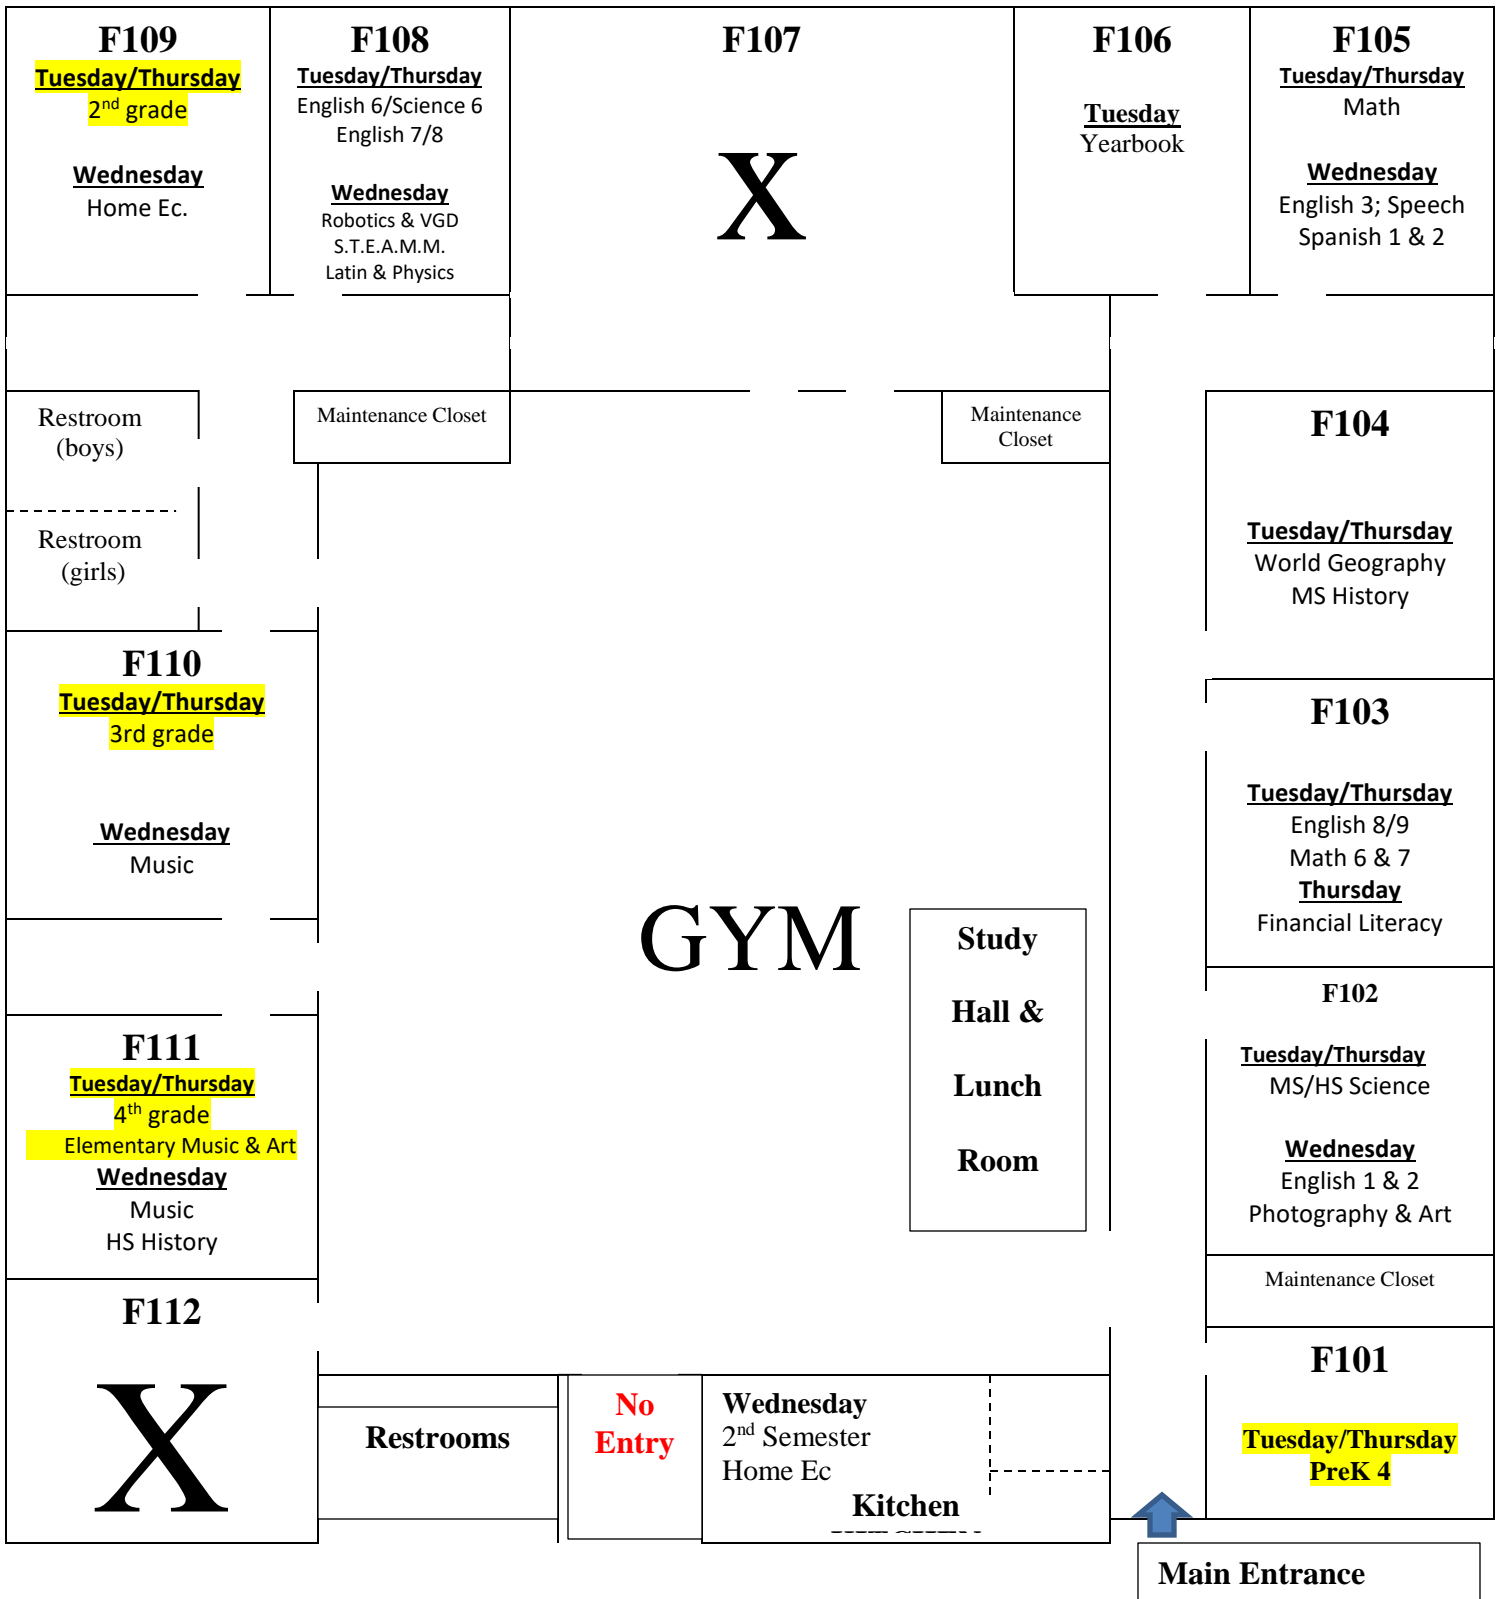 F109
Tuesday/Thursday
2nd grade
Wednesday
Home Ec.
F108
Tuesday/Thursday
English 6/Science 6
English 7/8
Wednesday
Robotics & VGD
S.T.E.A.M.M.
Latin & Physics
F107
X
F106
Tuesday
Yearbook
F105
Tuesday/Thursday
Math
Wednesday
English 3; Speech
Spanish 1 & 2
Restroom
(boys)
Maintenance Closet
Maintenance
Closet
F104
Tuesday/Thursday
World Geography
MS History
Restroom
(girls)
F110
Tuesday/Thursday
3rd grade
Wednesday
Music
F103
Tuesday/Thursday
English 8/9
Math 6 & 7
Thursday
Financial Literacy
GYM
Study
Hall &
Lunch
Room
F102
Tuesday/Thursday
MS/HS Science
Wednesday
English 1 & 2
Photography & Art
F111
Tuesday/Thursday
4th grade
Elementary Music & Art
Wednesday
Music
HS History
Maintenance Closet
F112
X
Restrooms
No
Entry
Wednesday
2nd Semester
Home Ec
Kitchen
F101
Tuesday/Thursday
PreK 4
Main Entrance